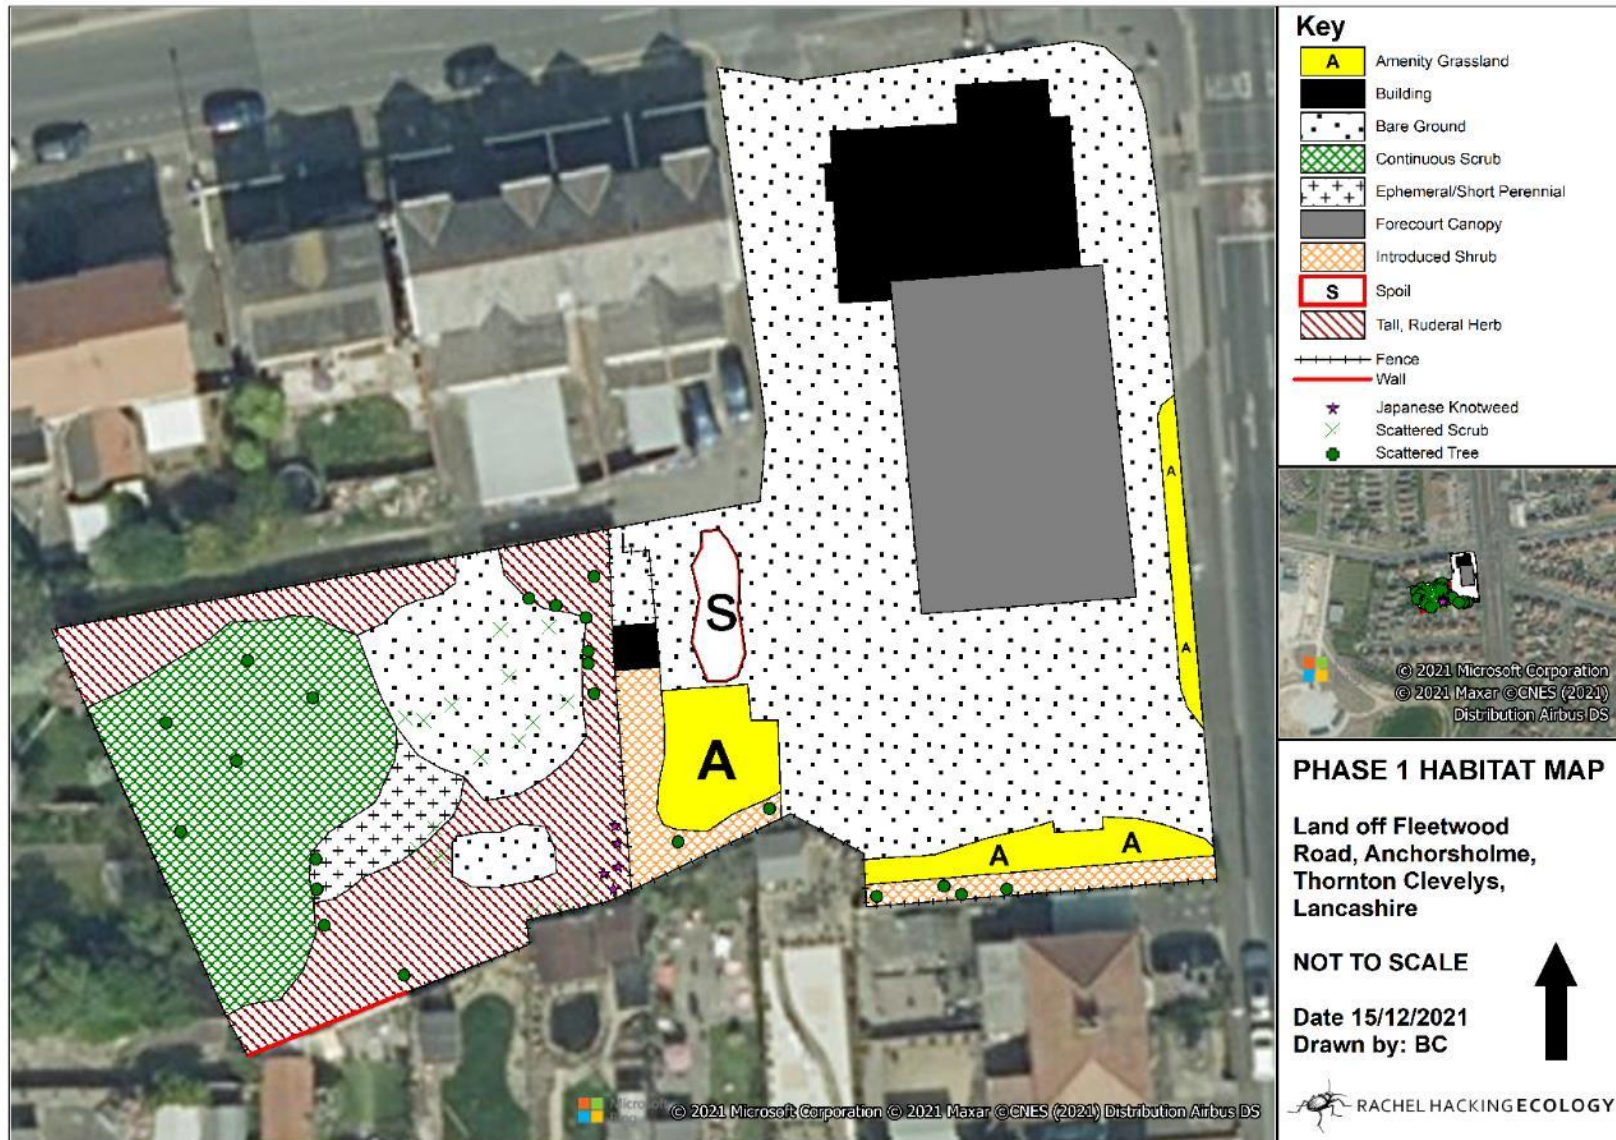 Key
A Amenity Grassland
Building
Bare Ground
Continuous Scrub
Ephemeral/Short Perennial
Forecourt Canopy
Introduced Shrub
S Spoil
Tall, Ruderal Herb
Fence
Wall
Japanese Knotweed
Scattered Scrub
Scattered Tree
A
A
S
A
A
A
© 2021 Microsoft Corporation
© 2021 Maxar ©CNES (2021)
Distribution Airbus DS
PHASE 1 HABITAT MAP
Land off Fleetwood
Road, Anchorsholme,
Thornton Clevelys,
Lancashire
NOT TO SCALE
Date 15/12/2021
Drawn by: BC
RACHEL HACKING ECOLOGY
© 2021 Microsoft Corporation © 2021 Maxar ©CNES (2021) Distribution Airbus DS